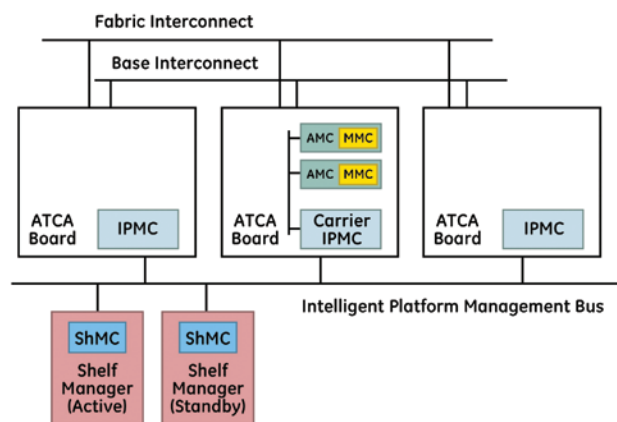 Fabric Interconnect
Base Interconnect
AMC MMC
AMC MMC
ATCA
Board
IPMC
ATCA
Board
Carrier
IPMC
ATCA
Board
IPMC
Intelligent Platform Management Bus
ShMC
Shelf
Manager
(Active)
ShMC
Shelf
Manager
(Standby)